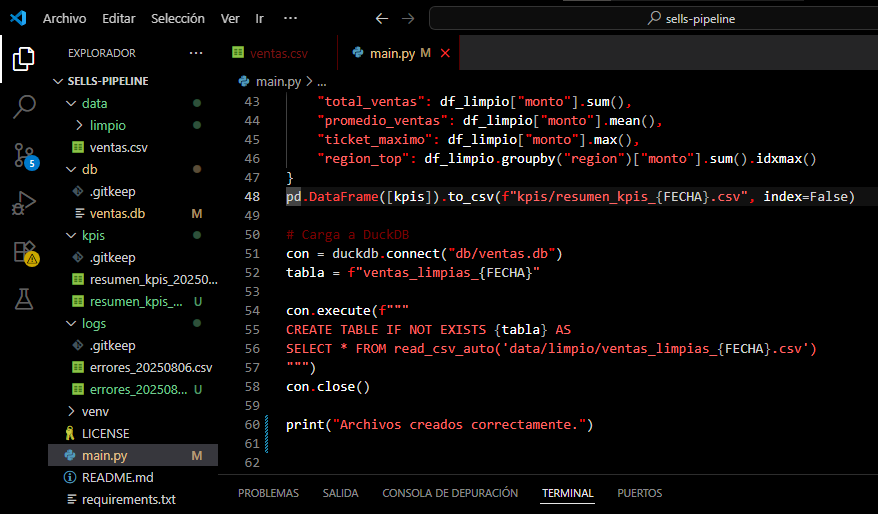 Archivo Editar Selección Ver Ir ··· ← → sells-pipeline
EXPLORADOR ···
SELLS-PIPELINE
data
limpio
ventas.csv
db
.gitkeep
ventas.db M
kpis
.gitkeep
resumen_kpis_20250...
resumen_kpis_... U
logs
.gitkeep
errores_20250806.csv
errores_202508... U
venv
LICENSE
main.py M
README.md
requirements.txt
5
ventas.csv
main.py M
main.py > ...
43 "total_ventas": df_limpio["monto"].sum(),
44 "promedio_ventas": df_limpio["monto"].mean(),
45 "ticket_maximo": df_limpio["monto"].max(),
46 "region_top": df_limpio.groupby("region")["monto"].sum().idxmax()
47 }
48 pd.DataFrame([kpis]).to_csv(f"kpis/resumen_kpis_{FECHA}.csv", index=False)
49
50 # Carga a DuckDB
51 con = duckdb.connect("db/ventas.db")
52 tabla = f"ventas_limpias_{FECHA}"
53
54 con.execute(f"""
55 CREATE TABLE IF NOT EXISTS {tabla} AS
56 SELECT * FROM read_csv_auto('data/limpio/ventas_limpias_{FECHA}.csv')
57 """)
58 con.close()
59
60 print("Archivos creados correctamente.")
61
62
PROBLEMAS SALIDA CONSOLA DE DEPURACIÓN TERMINAL PUERTOS